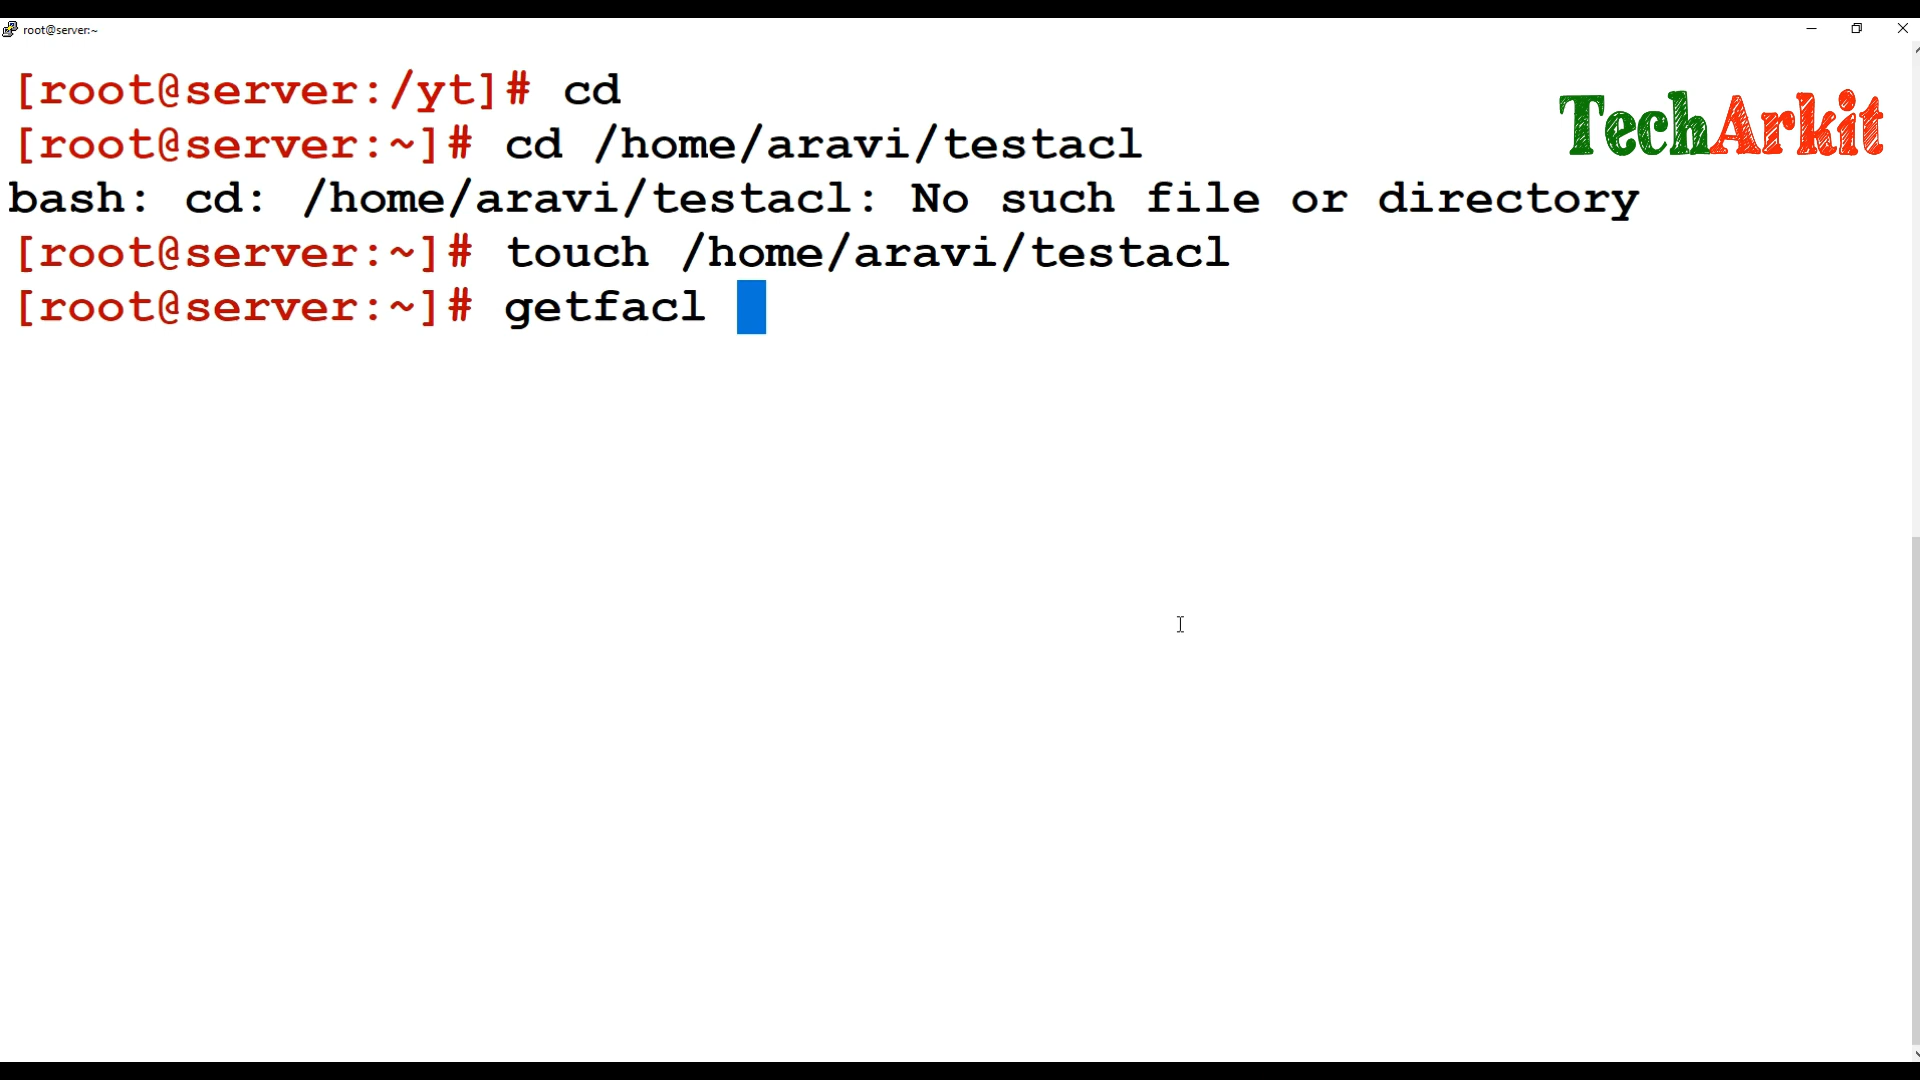 root@server:~
[root@server:/yt]# cd
TechArkit
[root@server:~]# cd /home/aravi/testacl
bash: cd: /home/aravi/testacl: No such file or directory
[root@server:~]# touch /home/aravi/testacl
[root@server:~]# getfacl